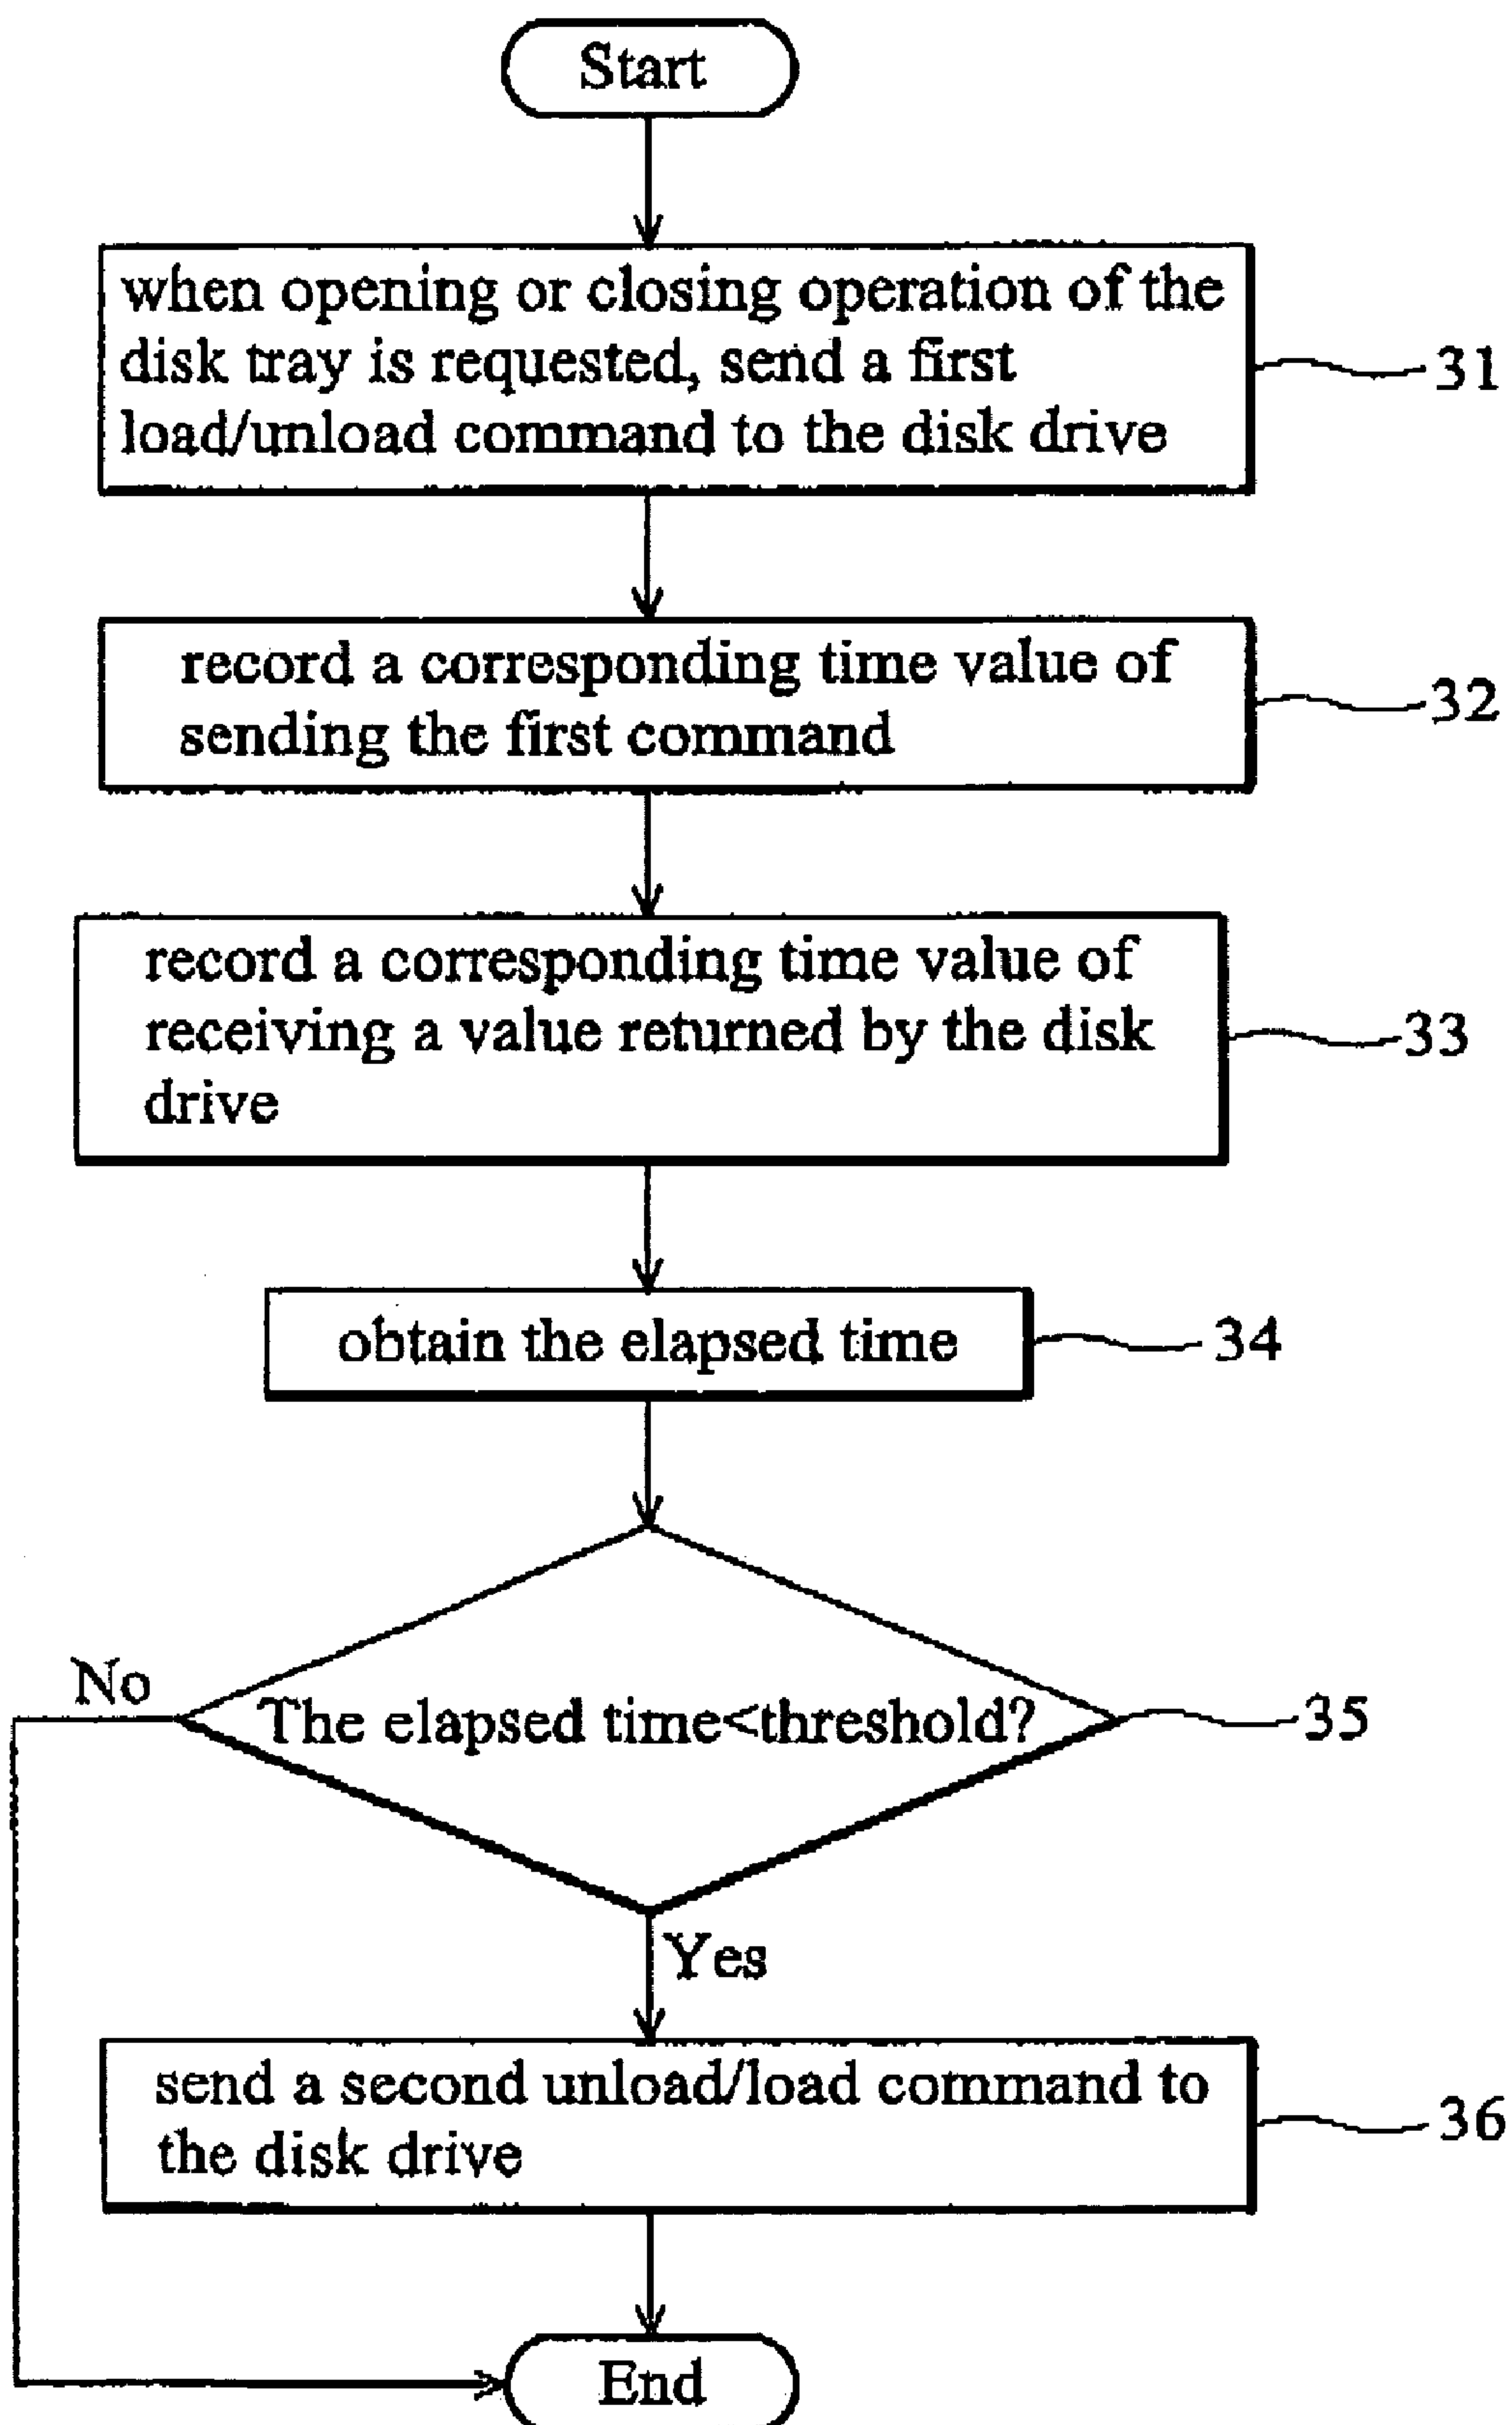 Start
when opening or closing operation of the
disk tray is requested, send a first
load/unload command to the disk drive
31
record a corresponding time value of
sending the first command
32
record a corresponding time value of
receiving a value returned by the disk
drive
33
obtain the elapsed time
34
No
The elapsed time<threshold?
35
Yes
send a second unload/load command to
the disk drive
36
End